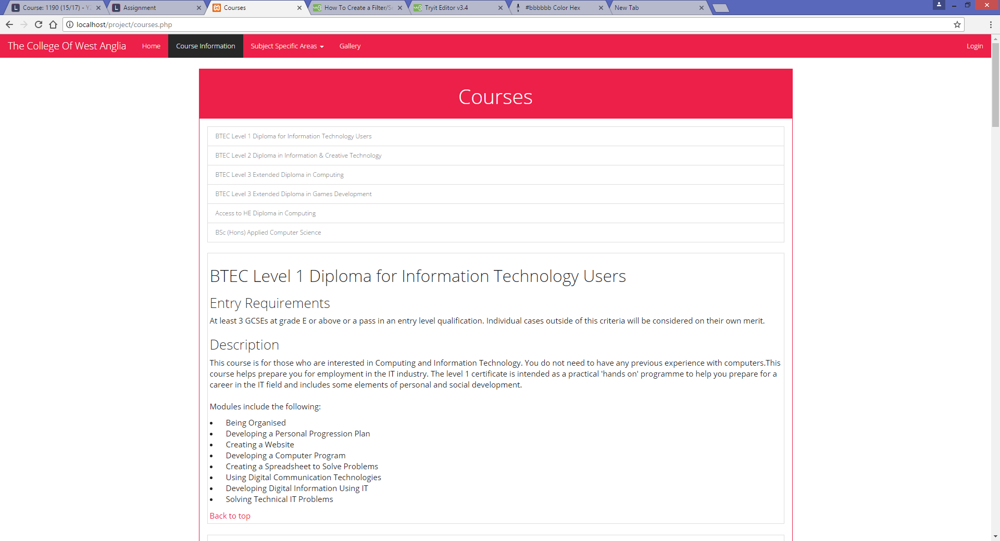 Course: 1190 (15/17) - Y2
Assignment
Courses
How To Create a Filter/Se
Tryit Editor v3.4
#bbbbbb Color Hex
New Tab
localhost/project/courses.php
The College Of West Anglia
Home
Course Information
Subject Specific Areas
Gallery
Login
Courses
BTEC Level 1 Diploma for Information Technology Users
BTEC Level 2 Diploma in Information & Creative Technology
BTEC Level 3 Extended Diploma in Computing
BTEC Level 3 Extended Diploma in Games Development
Access to HE Diploma in Computing
BSc (Hons) Applied Computer Science
BTEC Level 1 Diploma for Information Technology Users
Entry Requirements
At least 3 GCSEs at grade E or above or a pass in an entry level qualification. Individual cases outside of this criteria will be considered on their own merit.
Description
This course is for those who are interested in Computing and Information Technology. You do not need to have any previous experience with computers.This
course helps prepare you for employment in the IT industry. The level 1 certificate is intended as a practical 'hands on' programme to help you prepare for a
career in the IT field and includes some elements of personal and social development.
Modules include the following:
• Being Organised
• Developing a Personal Progression Plan
• Creating a Website
• Developing a Computer Program
• Creating a Spreadsheet to Solve Problems
• Using Digital Communication Technologies
• Developing Digital Information Using IT
• Solving Technical IT Problems
Back to top